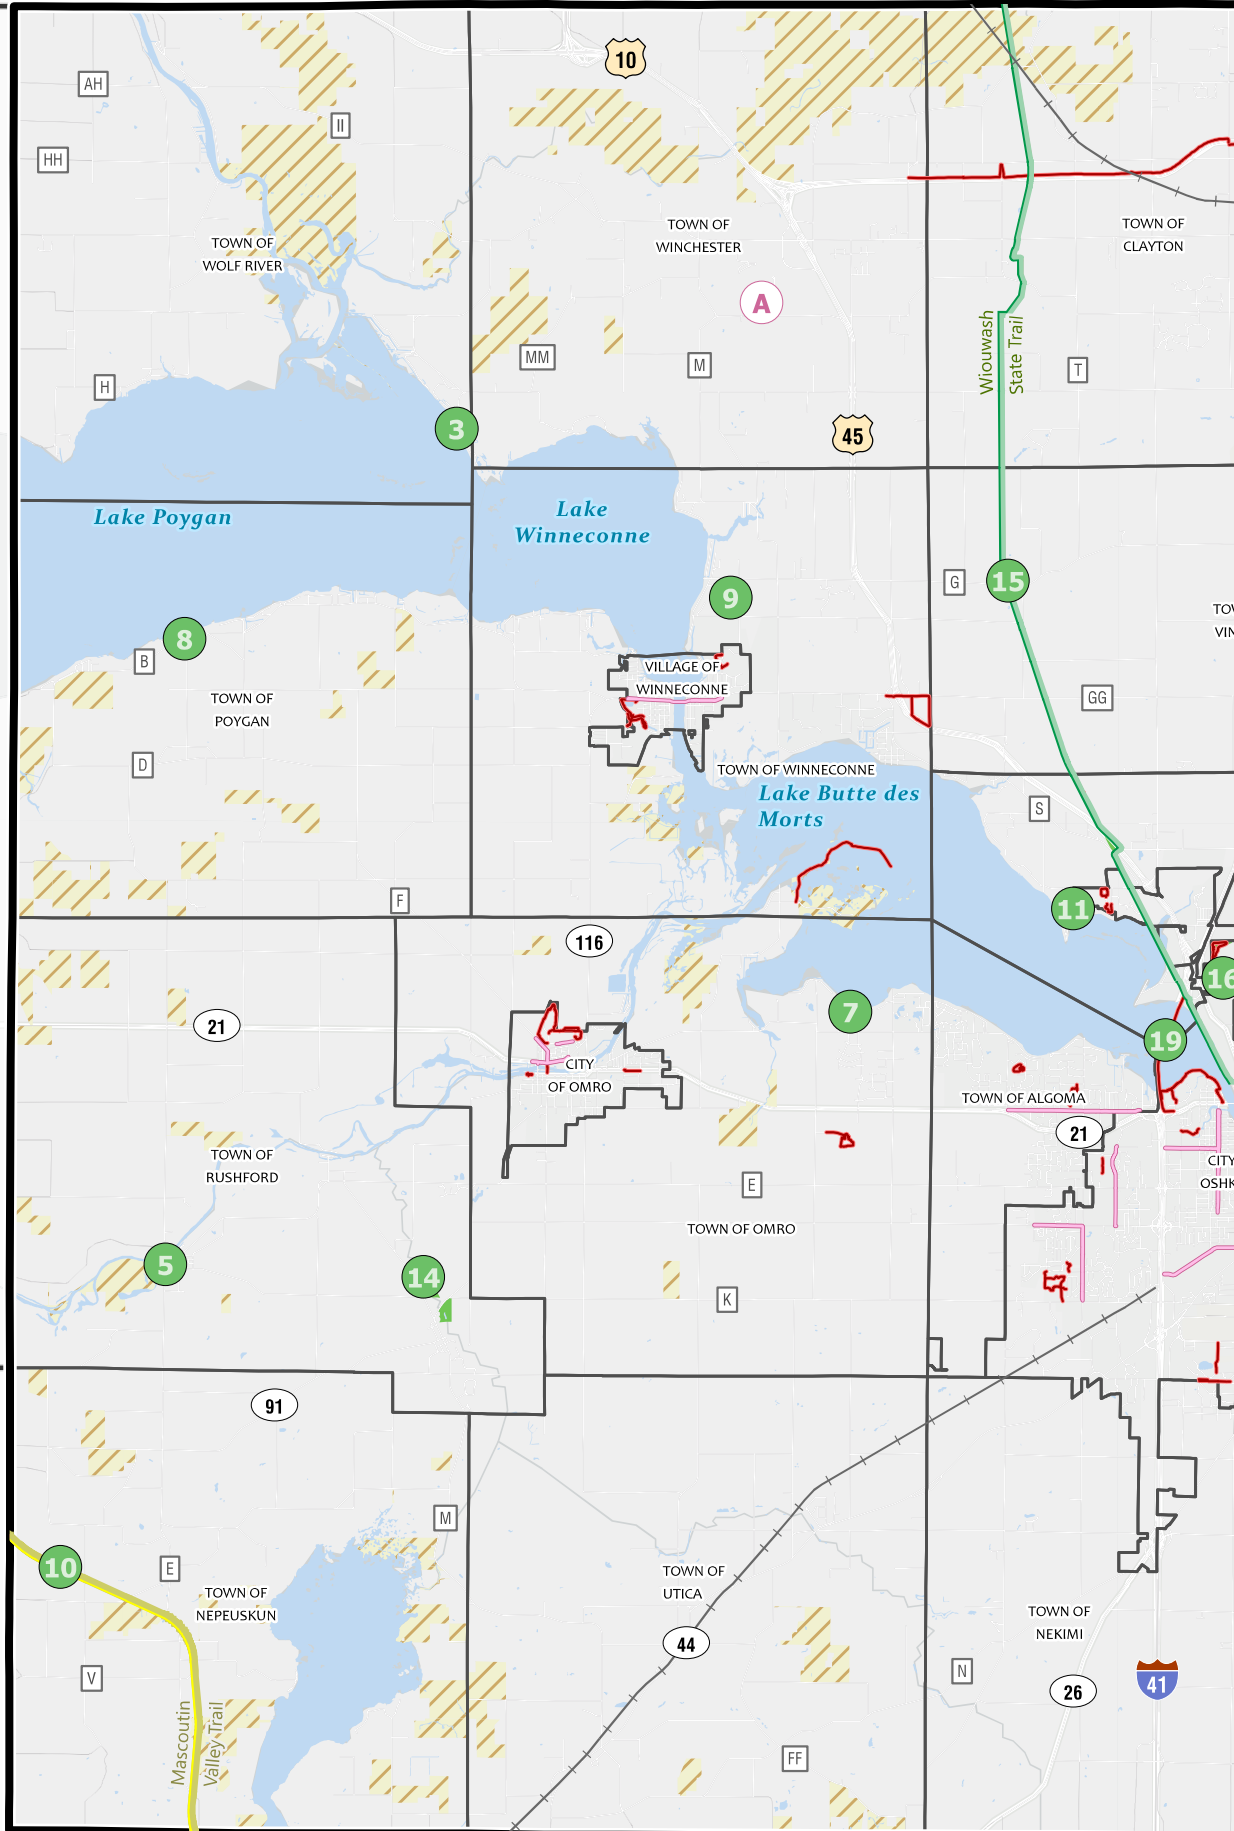 10
AH
II
HH
TOWN OF
WINCHESTER
TOWN OF
CLAYTON
TOWN OF
WOLF RIVER
A
Wiouwash
State Trail
MM
M
T
H
3
45
Lake Poygan
Lake
Winneconne
G
15
9
8
B
VILLAGE OF
WINNECONNE
TOWN OF
POYGAN
GG
D
TOWN OF WINNECONNE
Lake Butte des
Morts
S
F
11
116
16
7
21
19
CITY
OF OMRO
TOWN OF ALGOMA
21
TOWN OF
RUSHFORD
CITY
E
TOWN OF OMRO
5
14
K
91
M
10
E
TOWN OF
UTICA
TOWN OF
NEPEUSKUN
TOWN OF
NEKIMI
44
N
V
26
41
Mascoutin
Valley Trail
FF